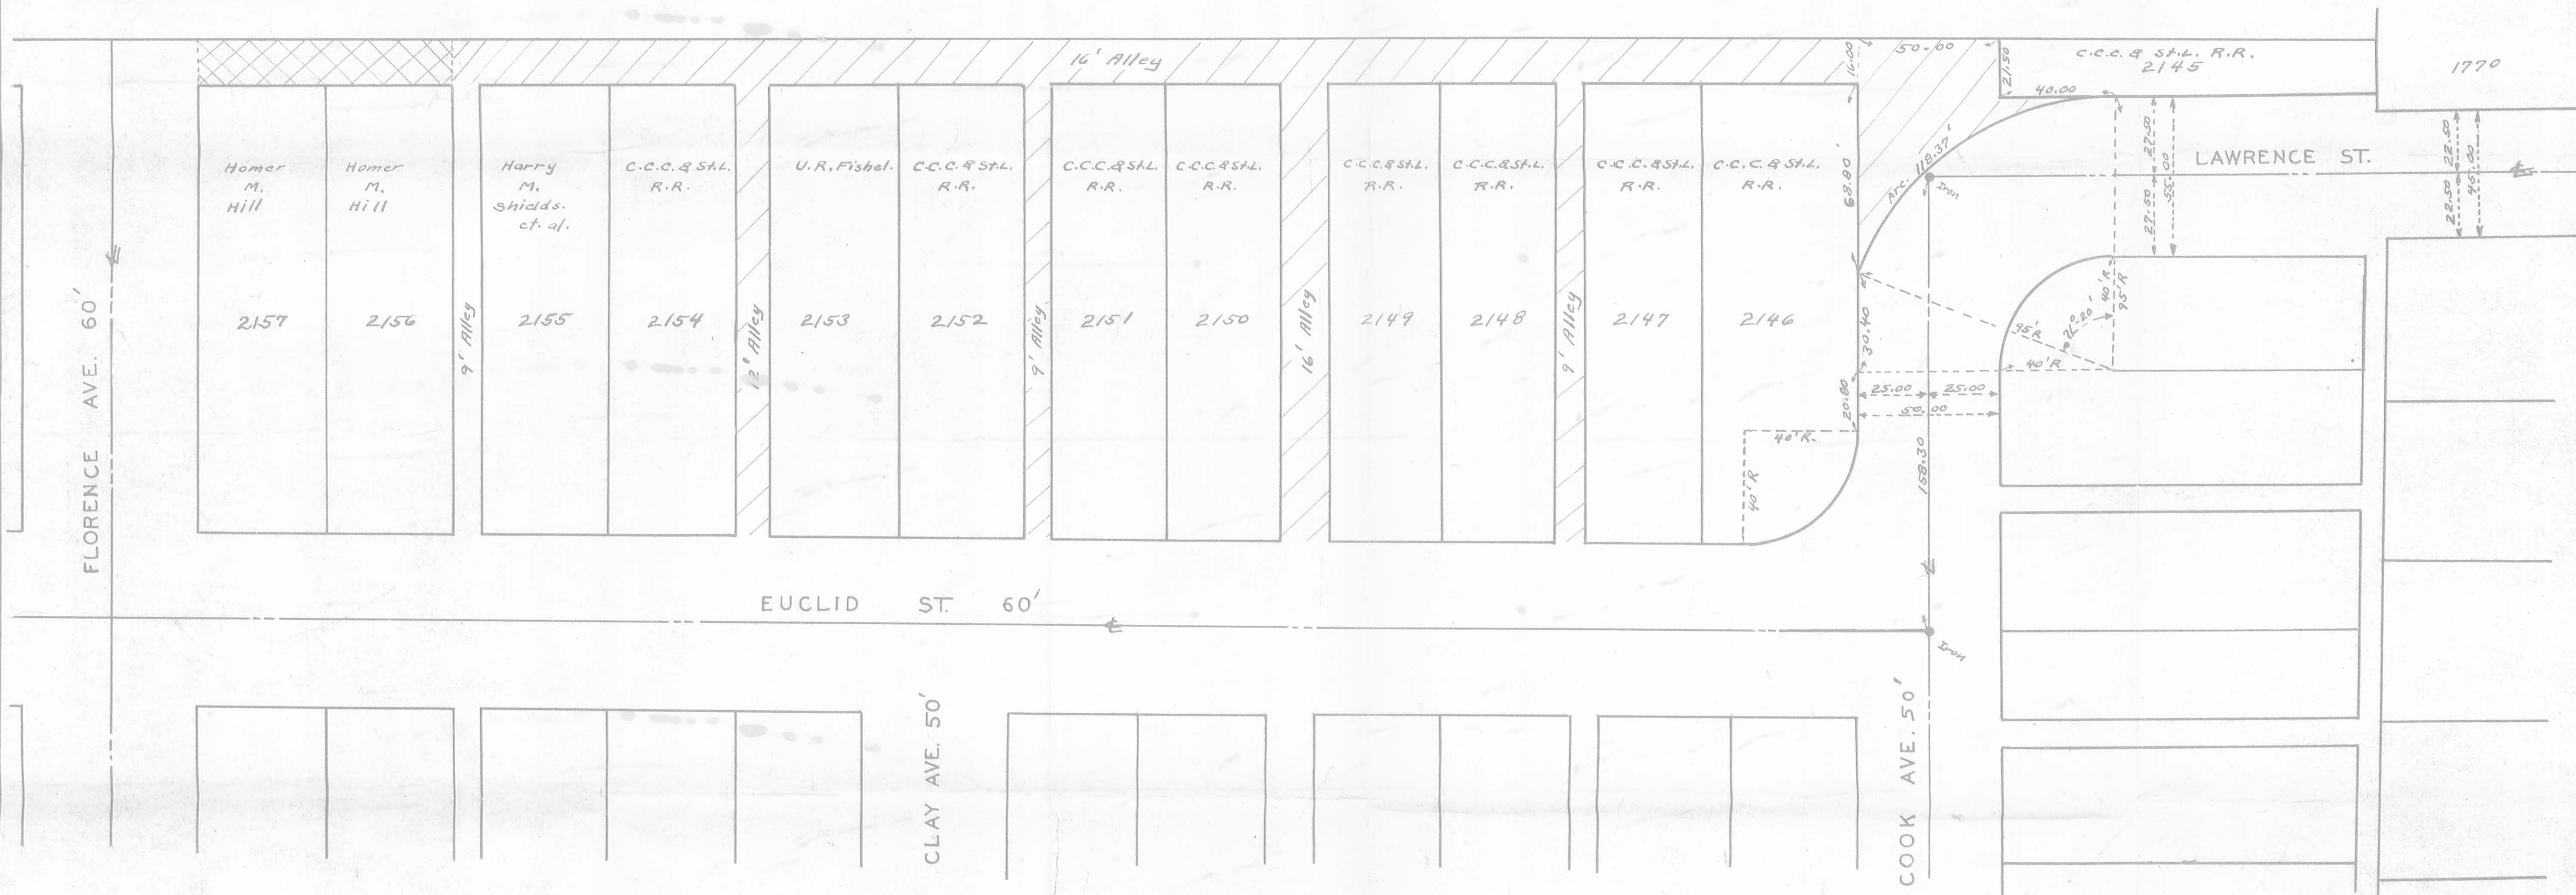 16' Alley
16.00
50.00
21.50
C.C.C. & St.L. R.R.
2145
1770
40.00
Homer
M.
Hill
Homer
M.
Hill
Harry
M.
Shields.
et. al.
C.C.C. & St.L.
R.R.
U.R. Fishel.
C.C.C. & St.L.
R.R.
C.C.C. & St.L.
R.R.
C.C.C. & St.L.
R.R.
C.C.C. & St.L.
R.R.
C.C.C. & St.L.
R.R.
C.C.C. & St.L.
R.R.
C.C.C. & St.L.
R.R.
68.80'
Arc. 118.37'
Iron
27.50
27.50
55.00
LAWRENCE ST.
22.50
22.50
45.00
2157
2156
9' Alley
2155
2154
12' Alley
2153
2152
9' Alley
2151
2150
16' Alley
2149
2148
9' Alley
2147
2146
30.40
95'R
40'R
95'R
40'R
20.80
25.00
25.00
50.00
40'R.
40'R
158.30
FLORENCE AVE. 60'
EUCLID ST. 60'
Iron
CLAY AVE. 50'
COOK AVE. 50'